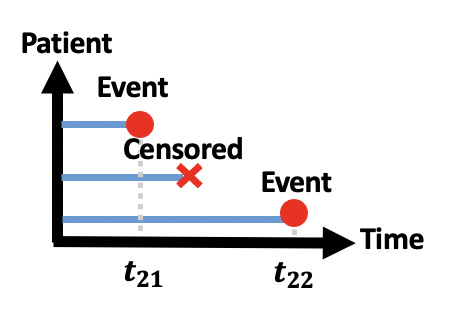 Patient
Event
Censored
Event
Time
t₂₁
t₂₂